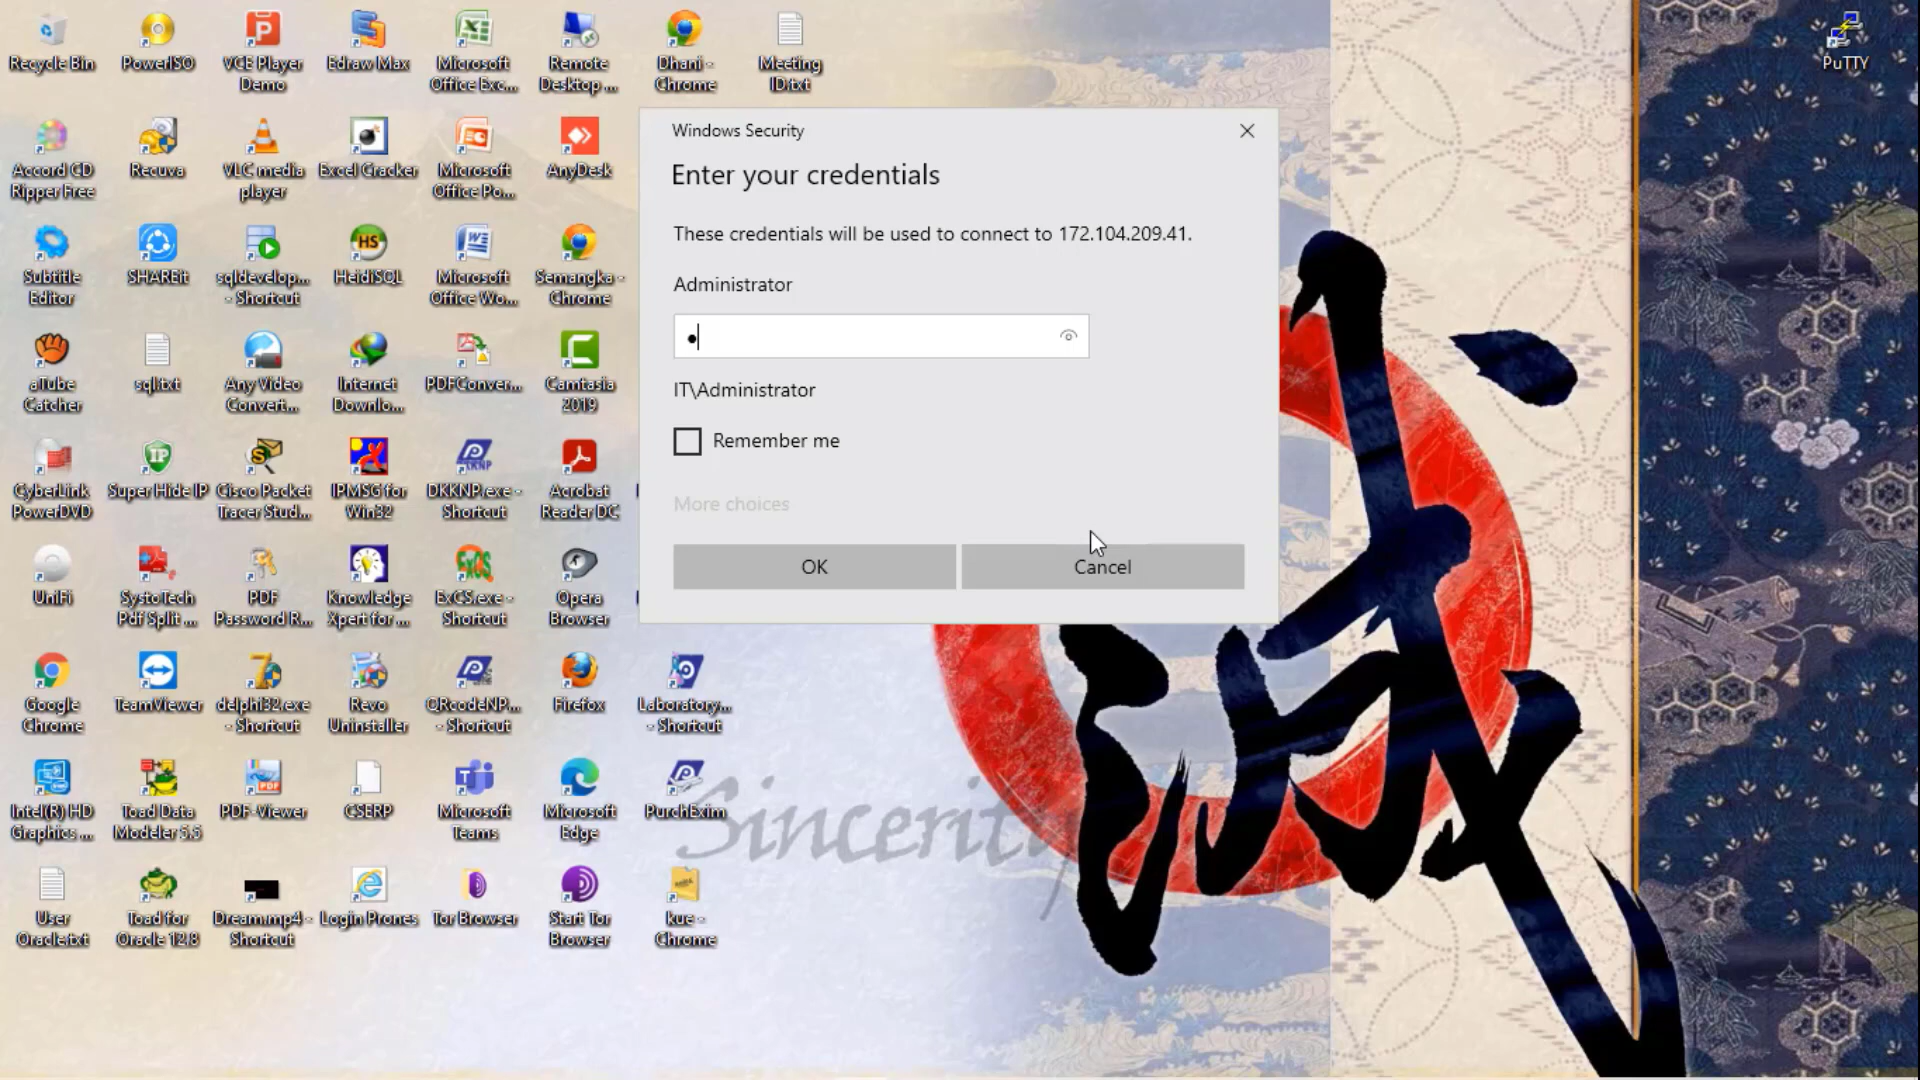 Recycle Bin
PowerISO
VCE Player
Demo
Edraw Max
Microsoft
Office Exc...
Remote
Desktop ...
Dhani -
Chrome
Meeting
ID.txt
PuTTY
Accord CD
Ripper Free
Recuva
VLC media
player
Excel Cracker
Microsoft
Office Po...
AnyDesk
Subtitle
Editor
SHAREit
sqldevelop...
- Shortcut
HeidiSQL
Microsoft
Office Wo...
Semangka -
Chrome
aTube
Catcher
sql.txt
Any Video
Convert...
Internet
Downlo...
PDFConver...
Camtasia
2019
CyberLink
PowerDVD
Super Hide IP
Cisco Packet
Tracer Stud...
IPMSG for
Win32
DKKNP.exe -
Shortcut
Acrobat
Reader DC
UniFi
SystoTech
Pdf Split ...
PDF
Password R...
Knowledge
Xpert for ...
ExCS.exe -
Shortcut
Opera
Browser
Google
Chrome
TeamViewer
delphi32.exe
- Shortcut
Revo
Uninstaller
QRcodeNP...
- Shortcut
Firefox
Laboratory...
- Shortcut
Intel(R) HD
Graphics ...
Toad Data
Modeler 5.5
PDF-Viewer
CSERP
Microsoft
Teams
Microsoft
Edge
PurchExim
User
Oracle.txt
Toad for
Oracle 12.8
Dream.mp4 -
Shortcut
Login Prones
Tor Browser
Start Tor
Browser
kue -
Chrome
Windows Security
Enter your credentials
These credentials will be used to connect to 172.104.209.41.
Administrator
IT\Administrator
Remember me
More choices
OK
Cancel
Sincerity
誠